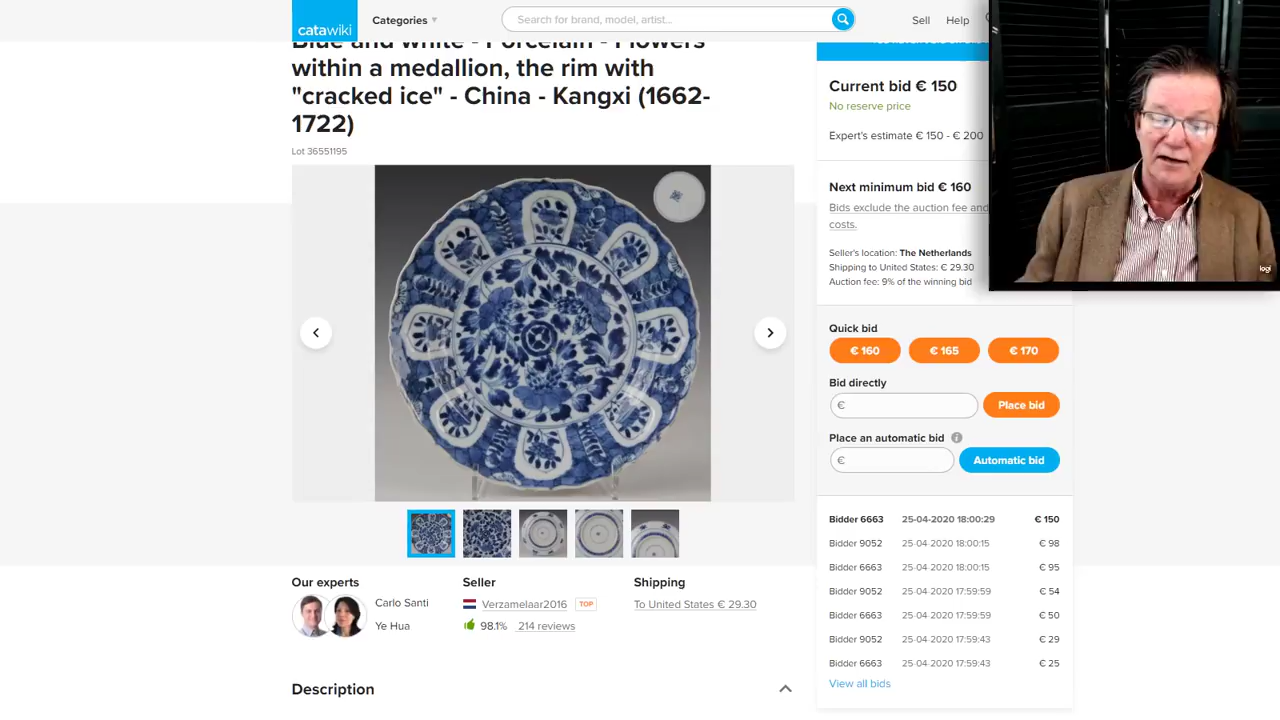 catawiki
Categories
Search for brand, model, artist...
Sell
Help
Blue and white - Porcelain - Flowers
within a medallion, the rim with
"cracked ice" - China - Kangxi (1662-
1722)
Lot 36551195
Current bid € 150
No reserve price
Expert's estimate € 150 - € 200
Next minimum bid € 160
Bids exclude the auction fee and
costs.
Seller's location: The Netherlands
Shipping to United States: € 29.30
Auction fee: 9% of the winning bid
logi
Quick bid
€ 160
€ 165
€ 170
Bid directly
€
Place bid
Place an automatic bid
€
Automatic bid
Bidder 6663 25-04-2020 18:00:29 € 150
Bidder 9052 25-04-2020 18:00:15 € 98
Bidder 6663 25-04-2020 18:00:15 € 95
Bidder 9052 25-04-2020 17:59:59 € 54
Bidder 6663 25-04-2020 17:59:59 € 50
Bidder 9052 25-04-2020 17:59:43 € 29
Bidder 6663 25-04-2020 17:59:43 € 25
View all bids
Our experts
Carlo Santi
Ye Hua
Seller
Verzamelaar2016 TOP
98.1% 214 reviews
Shipping
To United States € 29.30
Description